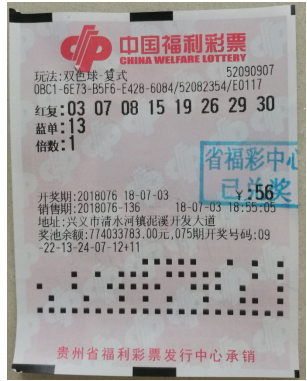 中国福利彩票
CHINA WELFARE LOTTERY
玩法:双色球-复式 52090907
0BC1-6E73-B5F6-E428-6084/52082354/E0117
红复:03 07 08 15 19 26 29 30
蓝单:13
倍数:1
省福彩中心
已兑奖
¥:56
开奖期:2018076 18-07-03
销售期:2018076-136 18-07-03 18:55:05
地址:兴义市清水河镇泥溪开发大道
奖池余额:774033783.00元,075期开奖号码:09
-22-13-24-07-12+11
贵州省福利彩票发行中心承销